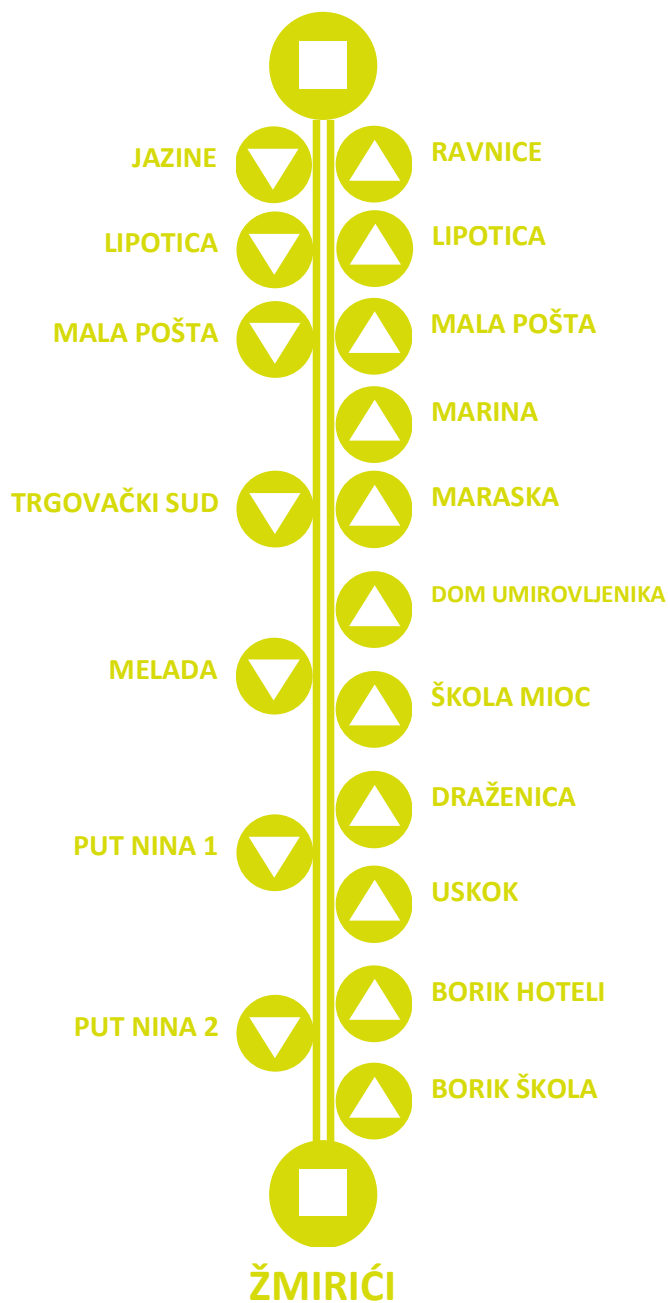 JAZINE
RAVNICE
LIPOTICA
LIPOTICA
MALA POŠTA
MALA POŠTA
MARINA
TRGOVAČKI SUD
MARASKA
DOM UMIROVLJENIKA
MELADA
ŠKOLA MIOC
DRAŽENICA
PUT NINA 1
USKOK
BORIK HOTELI
PUT NINA 2
BORIK ŠKOLA
ŽMIRIĆI